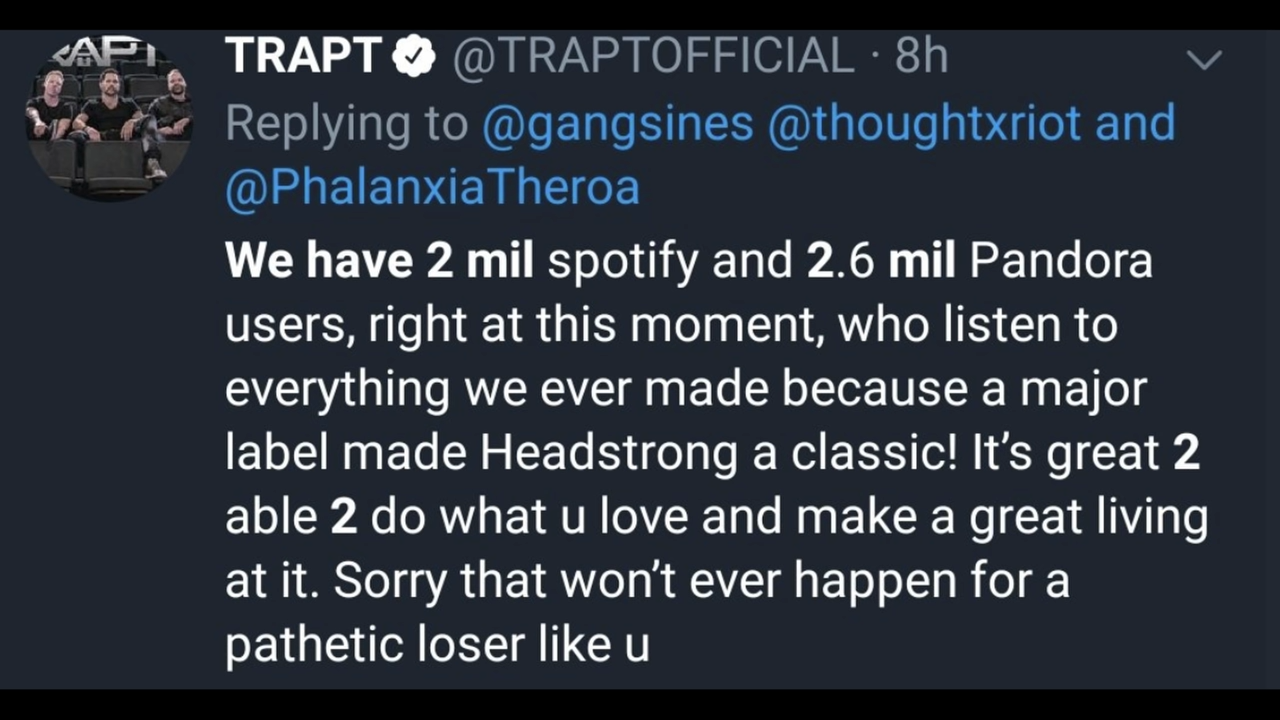 TRAPT @TRAPTOFFICIAL · 8h
Replying to @gangsines @thoughtxriot and
@PhalanxiaTheroa
We have 2 mil spotify and 2.6 mil Pandora
users, right at this moment, who listen to
everything we ever made because a major
label made Headstrong a classic! It’s great 2
able 2 do what u love and make a great living
at it. Sorry that won’t ever happen for a
pathetic loser like u